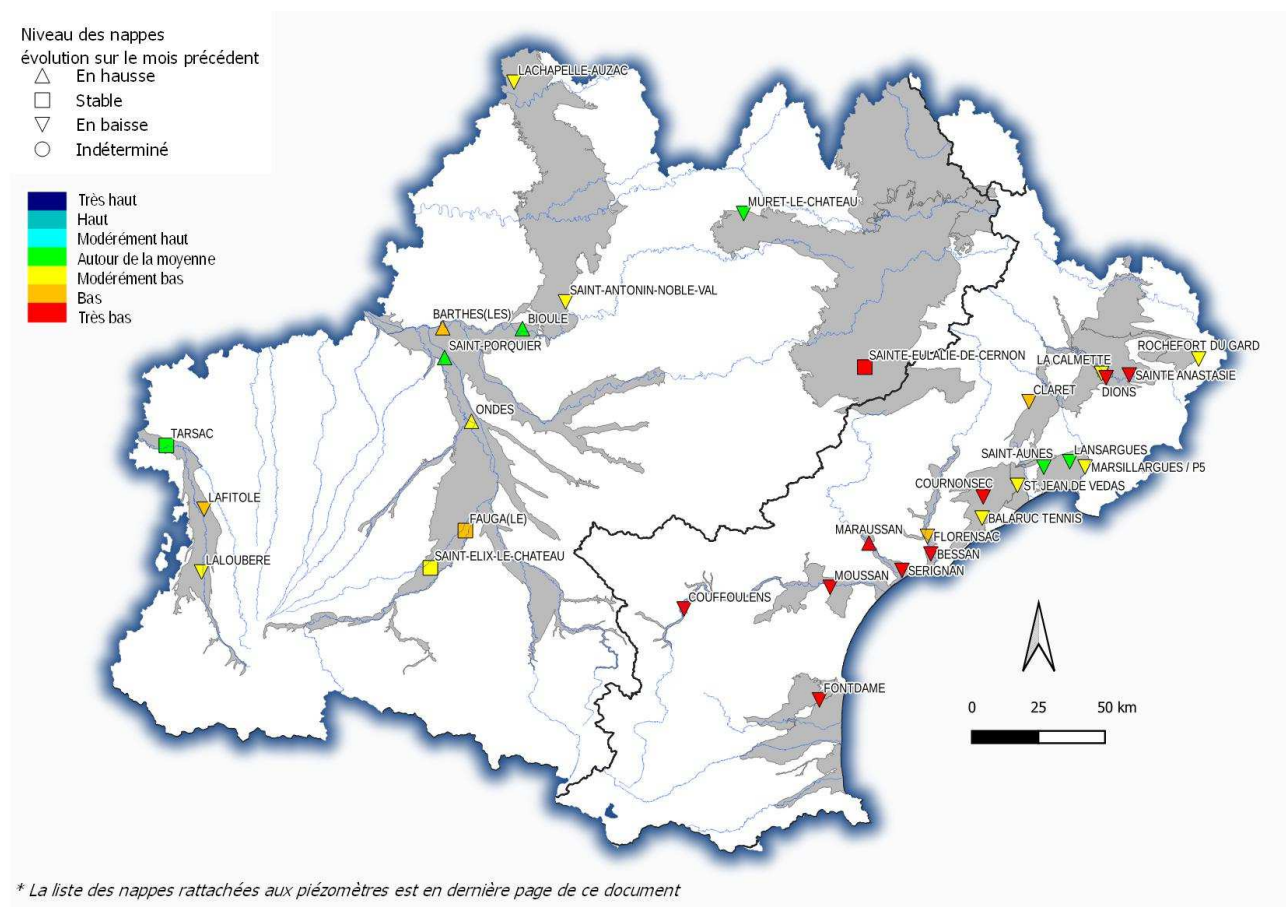 Niveau des nappes
évolution sur le mois précédent
En hausse
Stable
En baisse
Indéterminé
Très haut
Haut
Modérément haut
Autour de la moyenne
Modérément bas
Bas
Très bas
LACHAPELLE-AUZAC
MURET-LE-CHATEAU
SAINT-ANTONIN-NOBLE-VAL
BARTHES(LES)
BIOULE
SAINT-PORQUIER
ROCHEFORT DU GARD
SAINTE-EULALIE-DE-CERNON
LA CALMETTE
SAINTE ANASTASIE
DIONS
CLARET
ONDES
TARSAC
SAINT-AUNES
LANSARGUES
MARSILLARGUES / P5
COURNONSEC
ST JEAN DE VEDAS
LAFITOLE
FAUGA(LE)
BALARUC TENNIS
MARAUSSAN
FLORENSAC
BESSAN
LALOUBERE
SAINT-ELIX-LE-CHATEAU
SERIGNAN
MOUSSAN
COUFFOULENS
FONTDAME
0 25 50 km
* La liste des nappes rattachées aux piézomètres est en dernière page de ce document